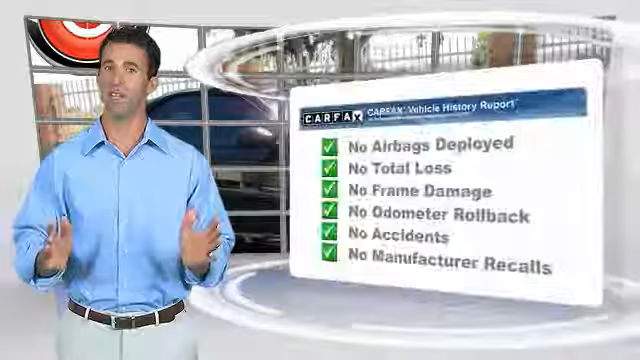 CARFAX CARFAX Vehicle History Report
No Airbags Deployed
No Total Loss
No Frame Damage
No Odometer Rollback
No Accidents
No Manufacturer Recalls